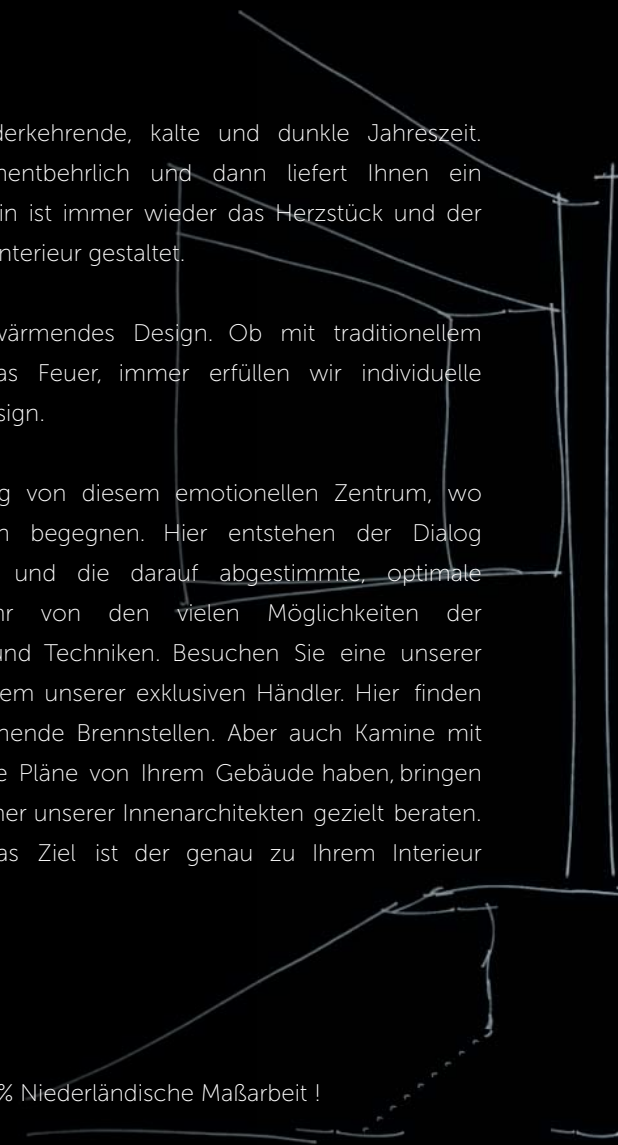 derkehrende, kalte und dunkle Jahreszeit.
nentbehrlich und dann liefert Ihnen ein
in ist immer wieder das Herzstück und der
nterieur gestaltet.
wärmendes Design. Ob mit traditionellem
as Feuer, immer erfüllen wir individuelle
sign.
g von diesem emotionellen Zentrum, wo
n begegnen. Hier entstehen der Dialog
und die darauf abgestimmte, optimale
hr von den vielen Möglichkeiten der
und Techniken. Besuchen Sie eine unserer
em unserer exklusiven Händler. Hier finden
nende Brennstellen. Aber auch Kamine mit
e Pläne von Ihrem Gebäude haben, bringen
ner unserer Innenarchitekten gezielt beraten.
as Ziel ist der genau zu Ihrem Interieur
% Niederländische Maßarbeit !